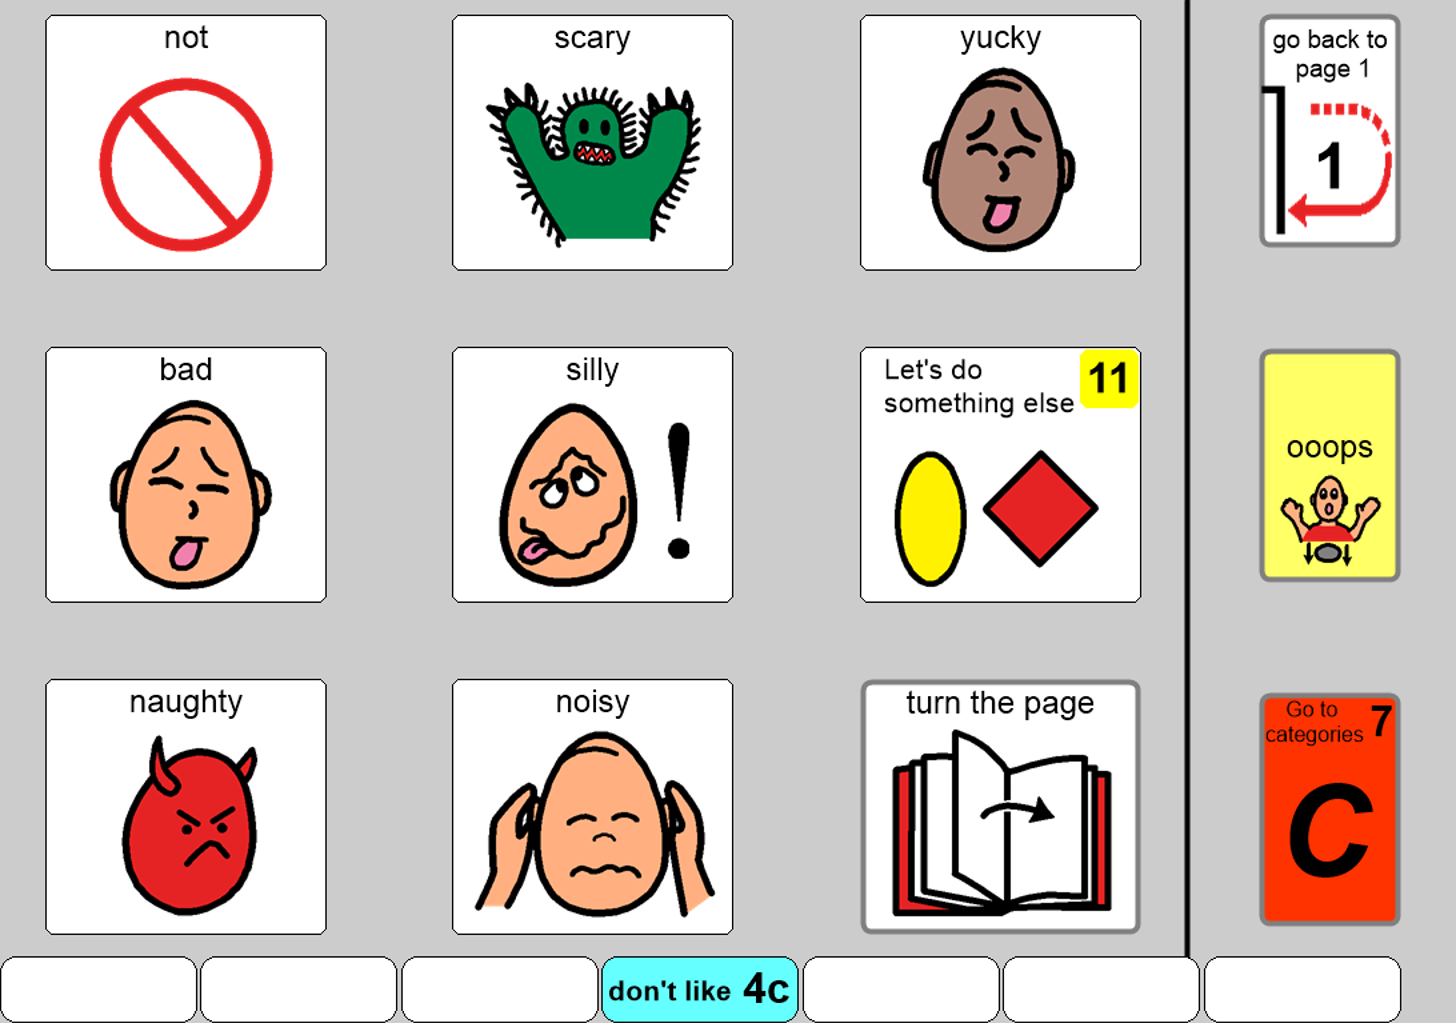 not
scary
yucky
go back to
page 1
1
bad
silly
!
Let's do
something else
11
ooops
naughty
noisy
turn the page
Go to
categories
7
C
don't like 4c